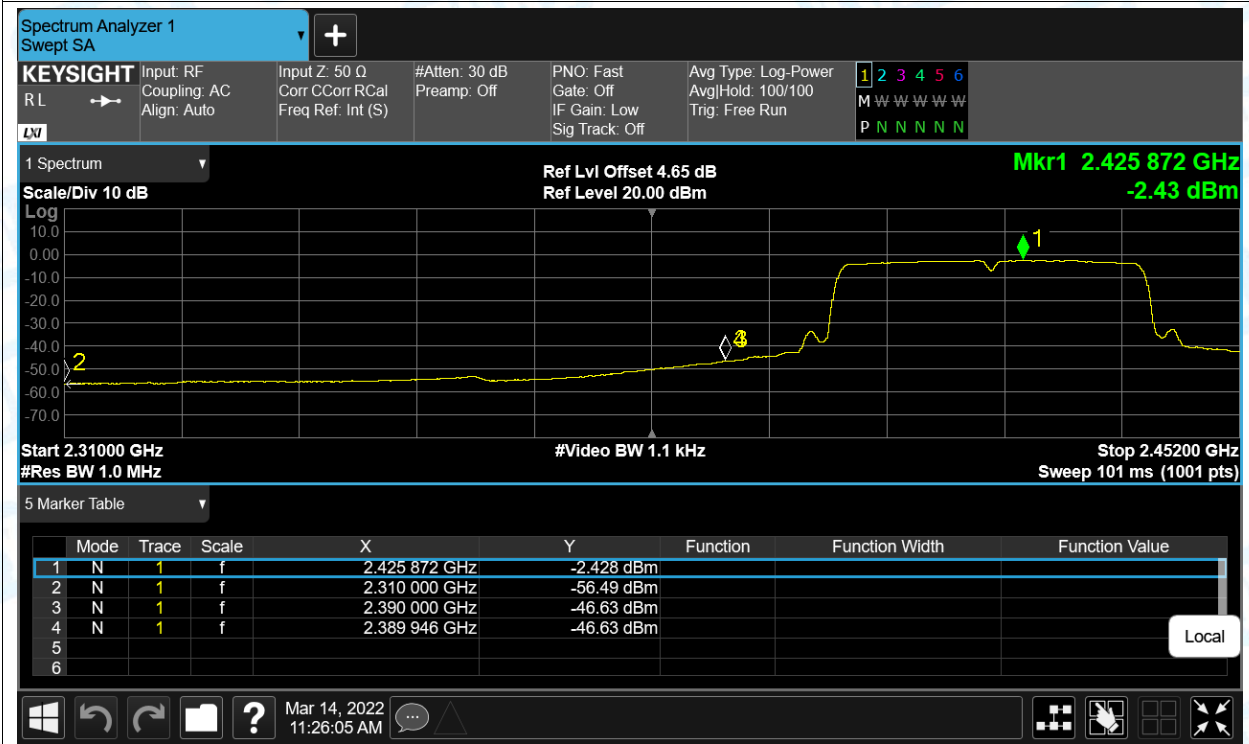 Spectrum Analyzer 1
Swept SA
KEYSIGHT
R L
LXI
Input: RF
Coupling: AC
Align: Auto
Input Z: 50 Ω
Corr CCorr RCal
Freq Ref: Int (S)
#Atten: 30 dB
Preamp: Off
PNO: Fast
Gate: Off
IF Gain: Low
Sig Track: Off
Avg Type: Log-Power
Avg|Hold: 100/100
Trig: Free Run
1 2 3 4 5 6
M W W W W W
P N N N N N
1 Spectrum
Scale/Div 10 dB
Ref Lvl Offset 4.65 dB
Ref Level 20.00 dBm
Mkr1 2.425 872 GHz
-2.43 dBm
Log
10.0
0.00
-10.0
-20.0
-30.0
-40.0
-50.0
-60.0
-70.0
1
2
Start 2.31000 GHz
#Video BW 1.1 kHz
Stop 2.45200 GHz
#Res BW 1.0 MHz
Sweep 101 ms (1001 pts)
5 Marker Table
Mode Trace Scale X Y Function Function Width Function Value
1 N 1 f 2.425 872 GHz -2.428 dBm
2 N 1 f 2.310 000 GHz -56.49 dBm
3 N 1 f 2.390 000 GHz -46.63 dBm
4 N 1 f 2.389 946 GHz -46.63 dBm
5
6
Local
?
Mar 14, 2022
11:26:05 AM